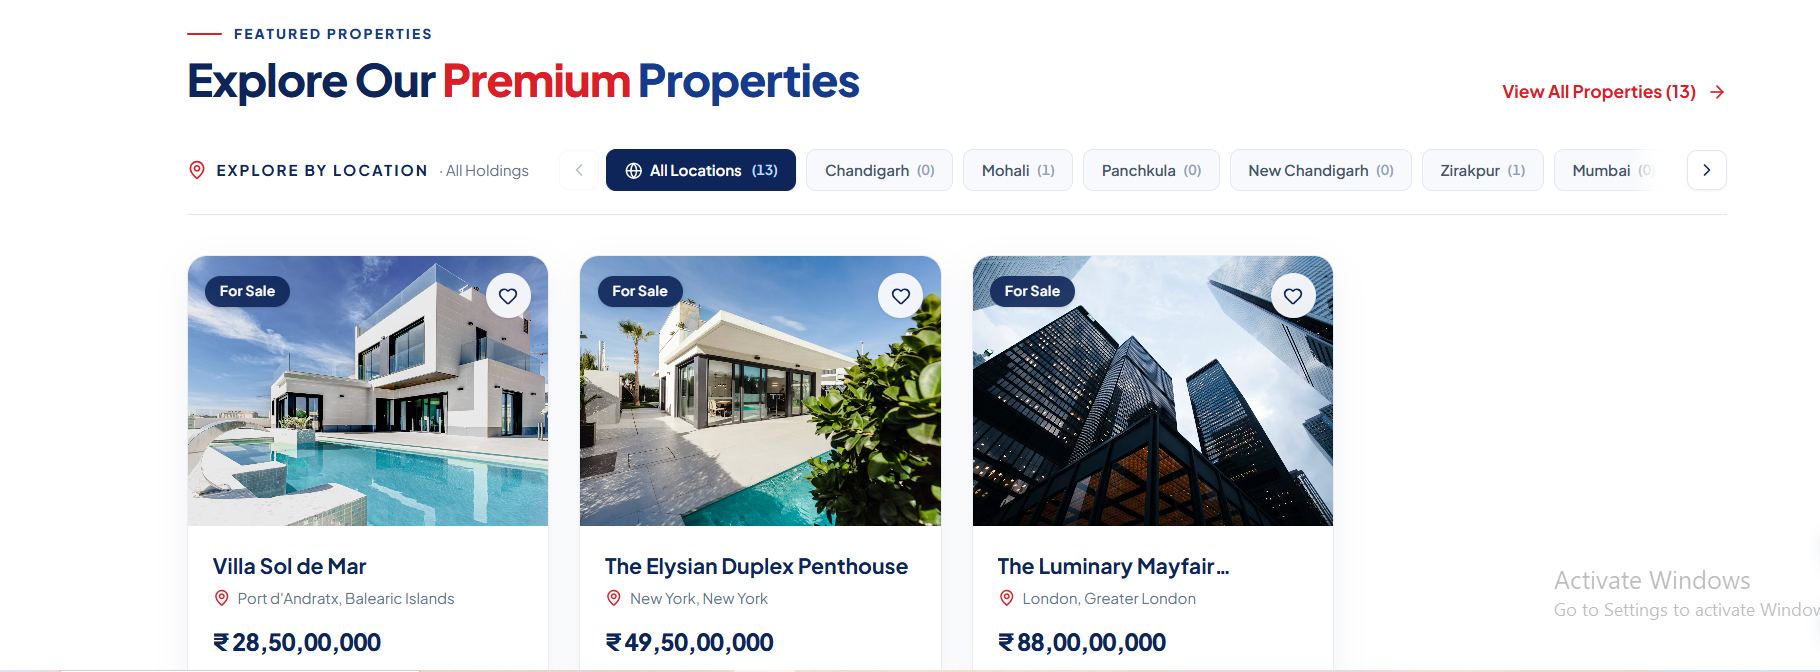 FEATURED PROPERTIES
Explore Our Premium Properties
View All Properties (13)
EXPLORE BY LOCATION · All Holdings
All Locations (13)
Chandigarh (0)
Mohali (1)
Panchkula (0)
New Chandigarh (0)
Zirakpur (1)
Mumbai (0)
For Sale
For Sale
For Sale
Villa Sol de Mar
Port d'Andratx, Balearic Islands
₹28,50,00,000
The Elysian Duplex Penthouse
New York, New York
₹49,50,00,000
The Luminary Mayfair...
London, Greater London
₹88,00,00,000
Activate Windows
Go to Settings to activate Window